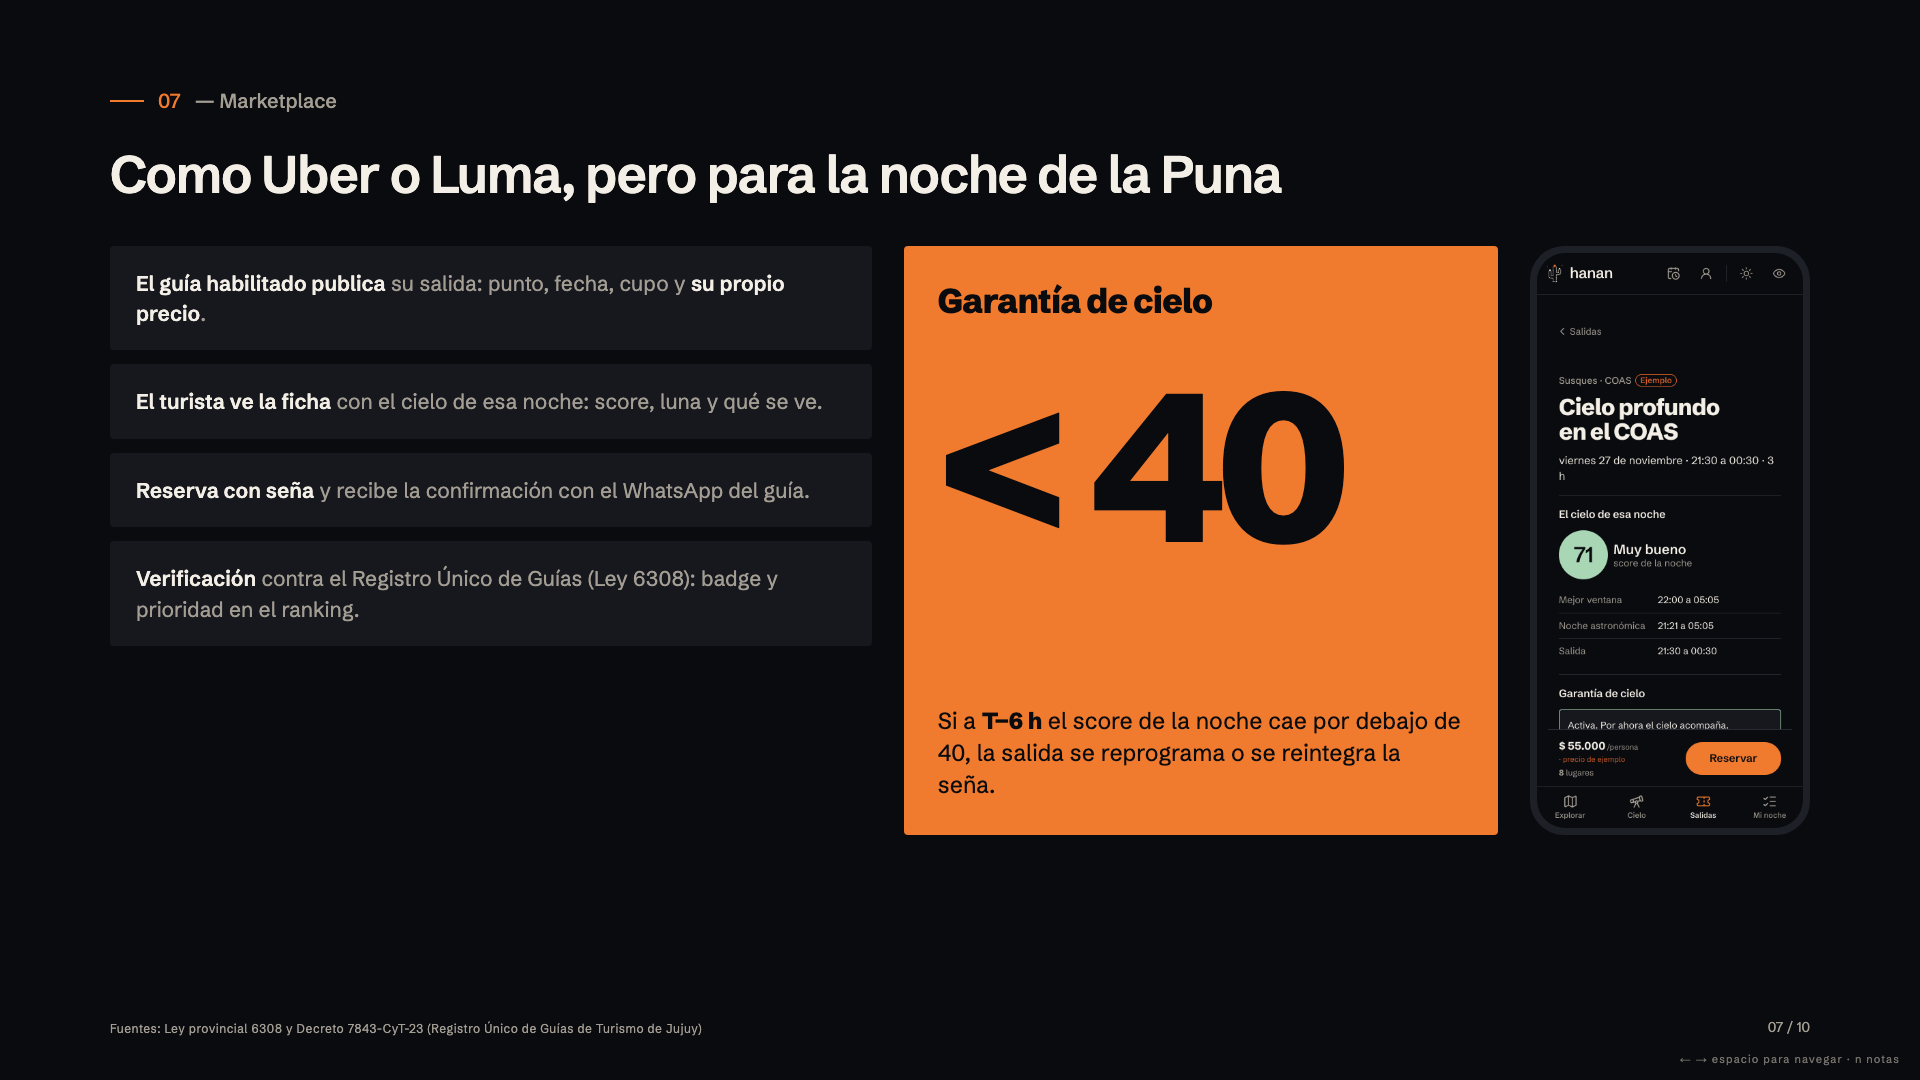 07 — Marketplace
Como Uber o Luma, pero para la noche de la Puna
El guía habilitado publica su salida: punto, fecha, cupo y su propio
precio.
El turista ve la ficha con el cielo de esa noche: score, luna y qué se ve.
Reserva con seña y recibe la confirmación con el WhatsApp del guía.
Verificación contra el Registro Único de Guías (Ley 6308): badge y
prioridad en el ranking.
Garantía de cielo
< 40
Si a T–6 h el score de la noche cae por debajo de
40, la salida se reprograma o se reintegra la
seña.
hanan
Salidas
Susques · COAS Ejemplo
Cielo profundo
en el COAS
viernes 27 de noviembre · 21:30 a 00:30 · 3
h
El cielo de esa noche
71 Muy bueno
score de la noche
Mejor ventana 22:00 a 05:05
Noche astronómica 21:21 a 05:05
Salida 21:30 a 00:30
Garantía de cielo
Activa. Por ahora el cielo acompaña.
$ 55.000 /persona
· precio de ejemplo
8 lugares
Reservar
Explorar Cielo Salidas Mi noche
Fuentes: Ley provincial 6308 y Decreto 7843-CyT-23 (Registro Único de Guías de Turismo de Jujuy)
07 / 10
← → espacio para navegar · n notas